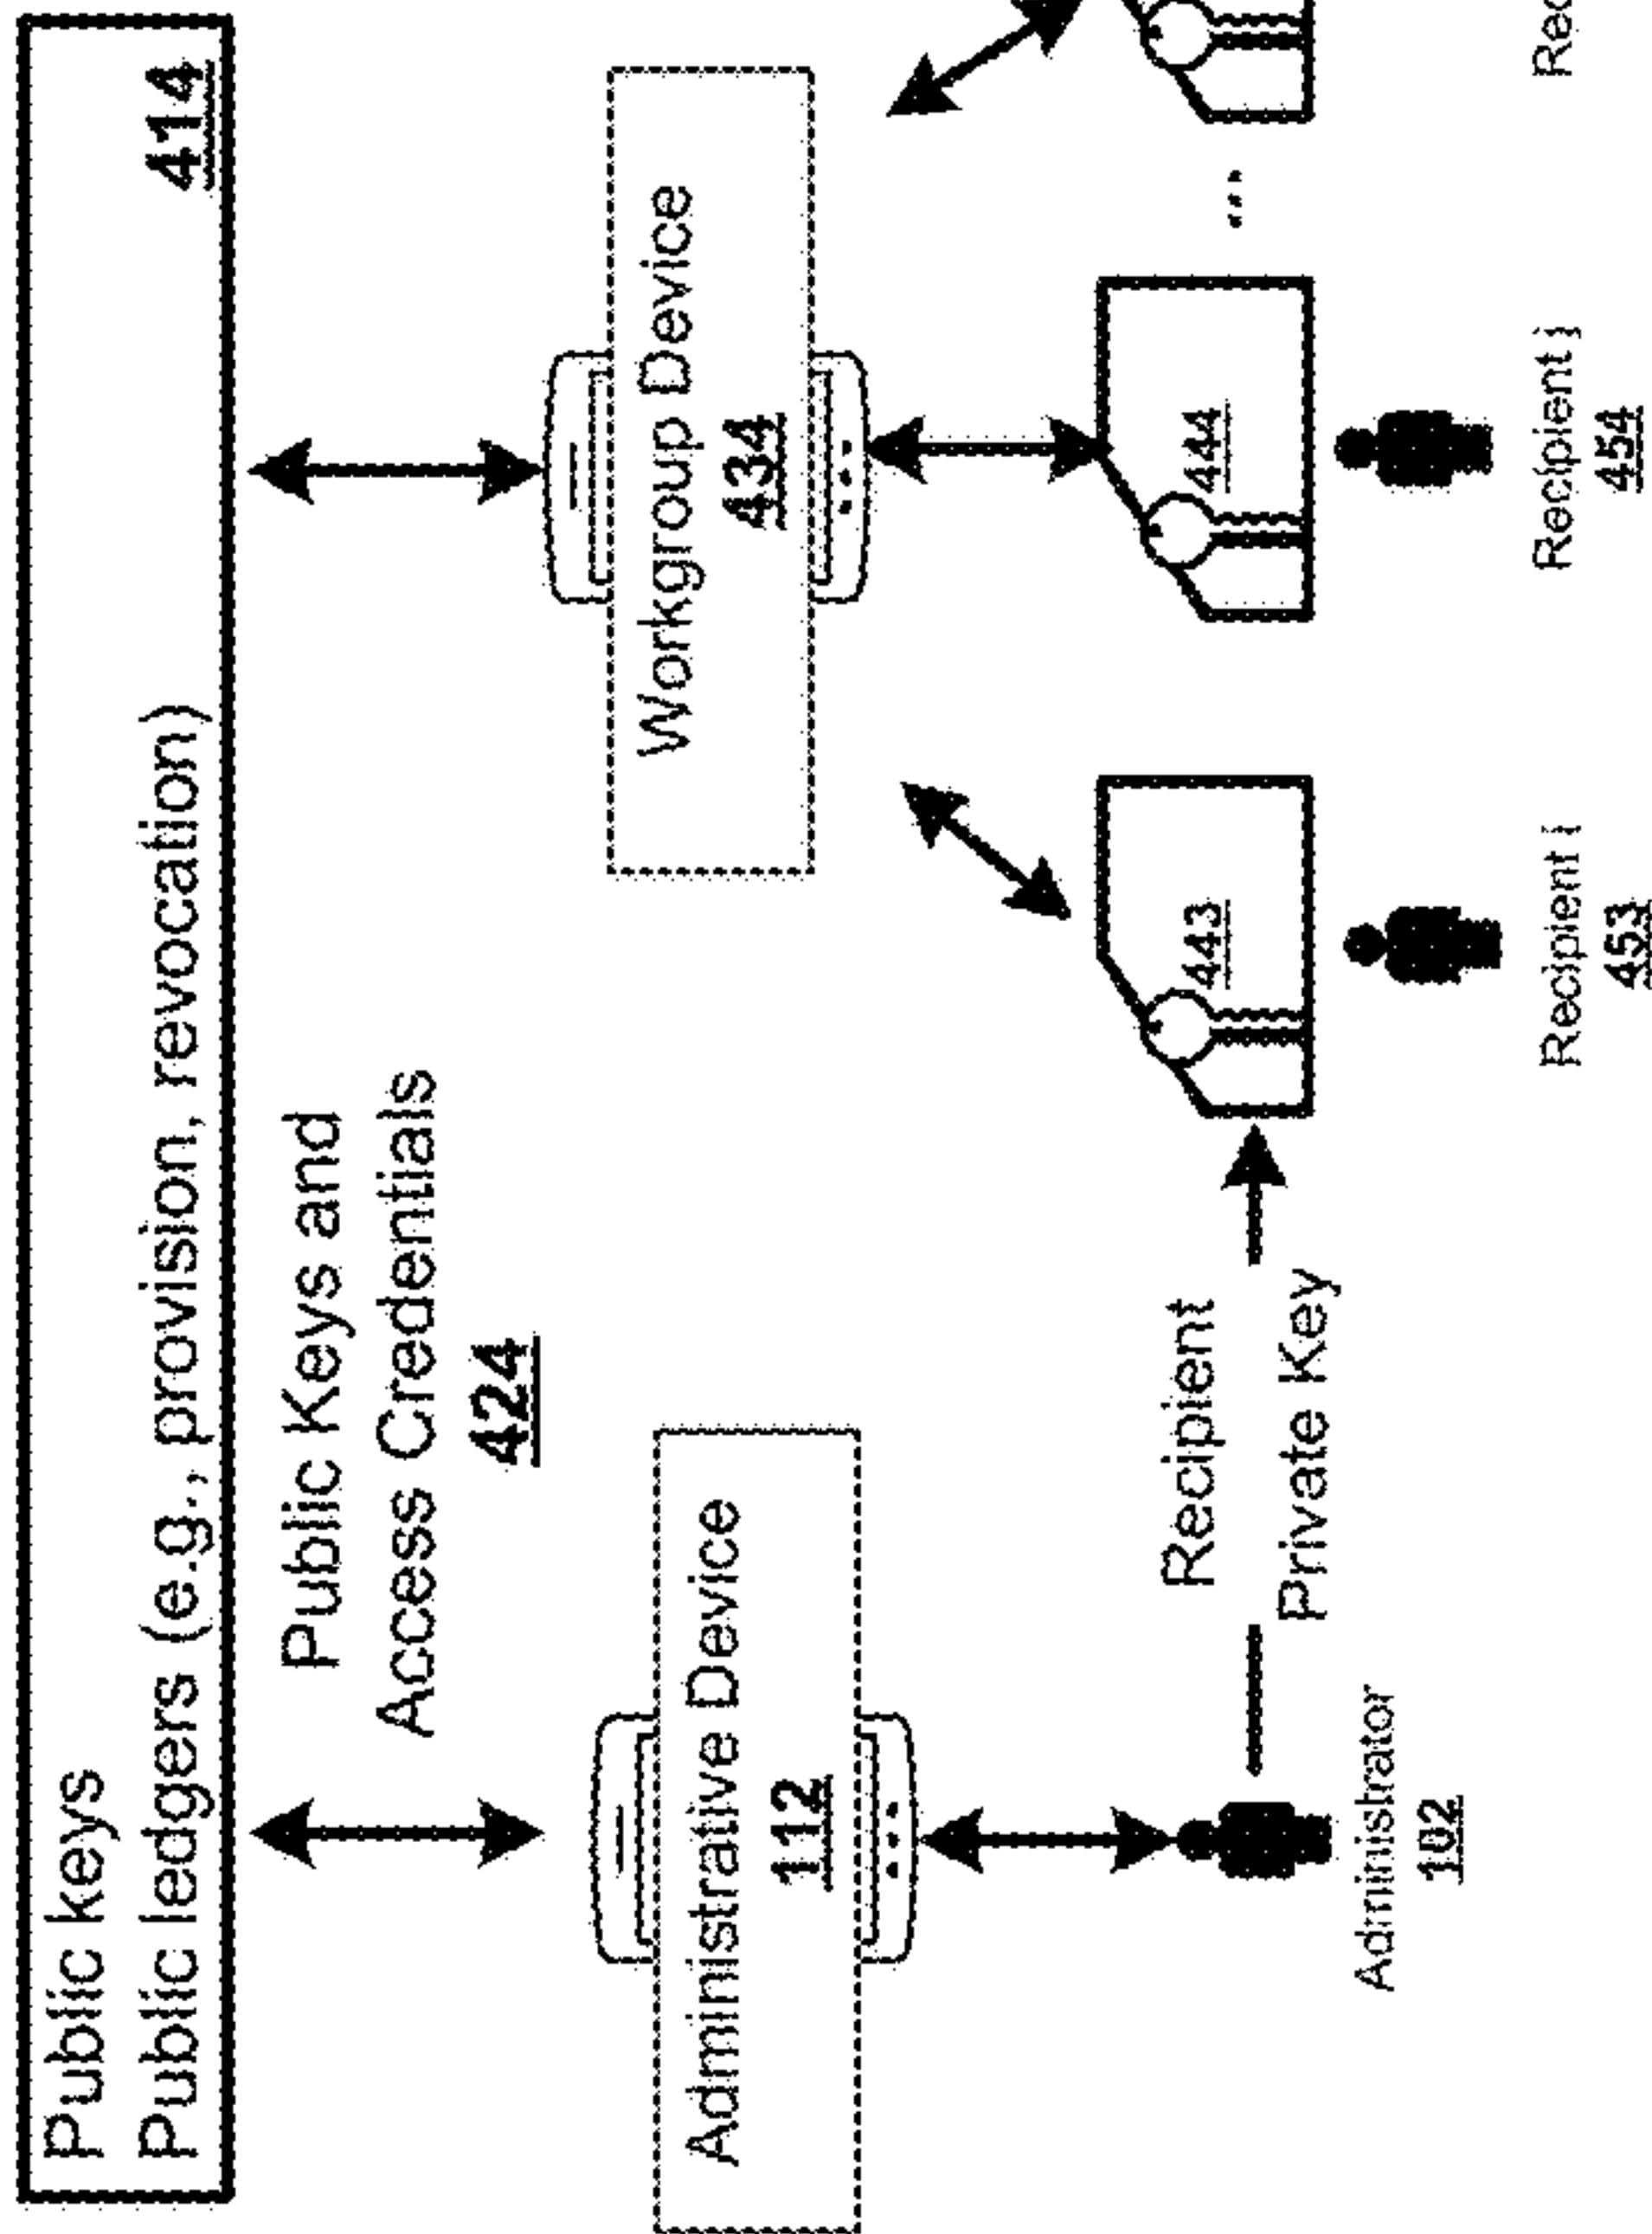 Public keys
Public ledgers (e.g., provision, revocation)
414
Public Keys and
Access Credentials
424
Administrative Device
112
Workgroup Device
434
Recipient
Private Key
443
444
...
Administrator
102
Recipient i
453
Recipient j
454
Rec